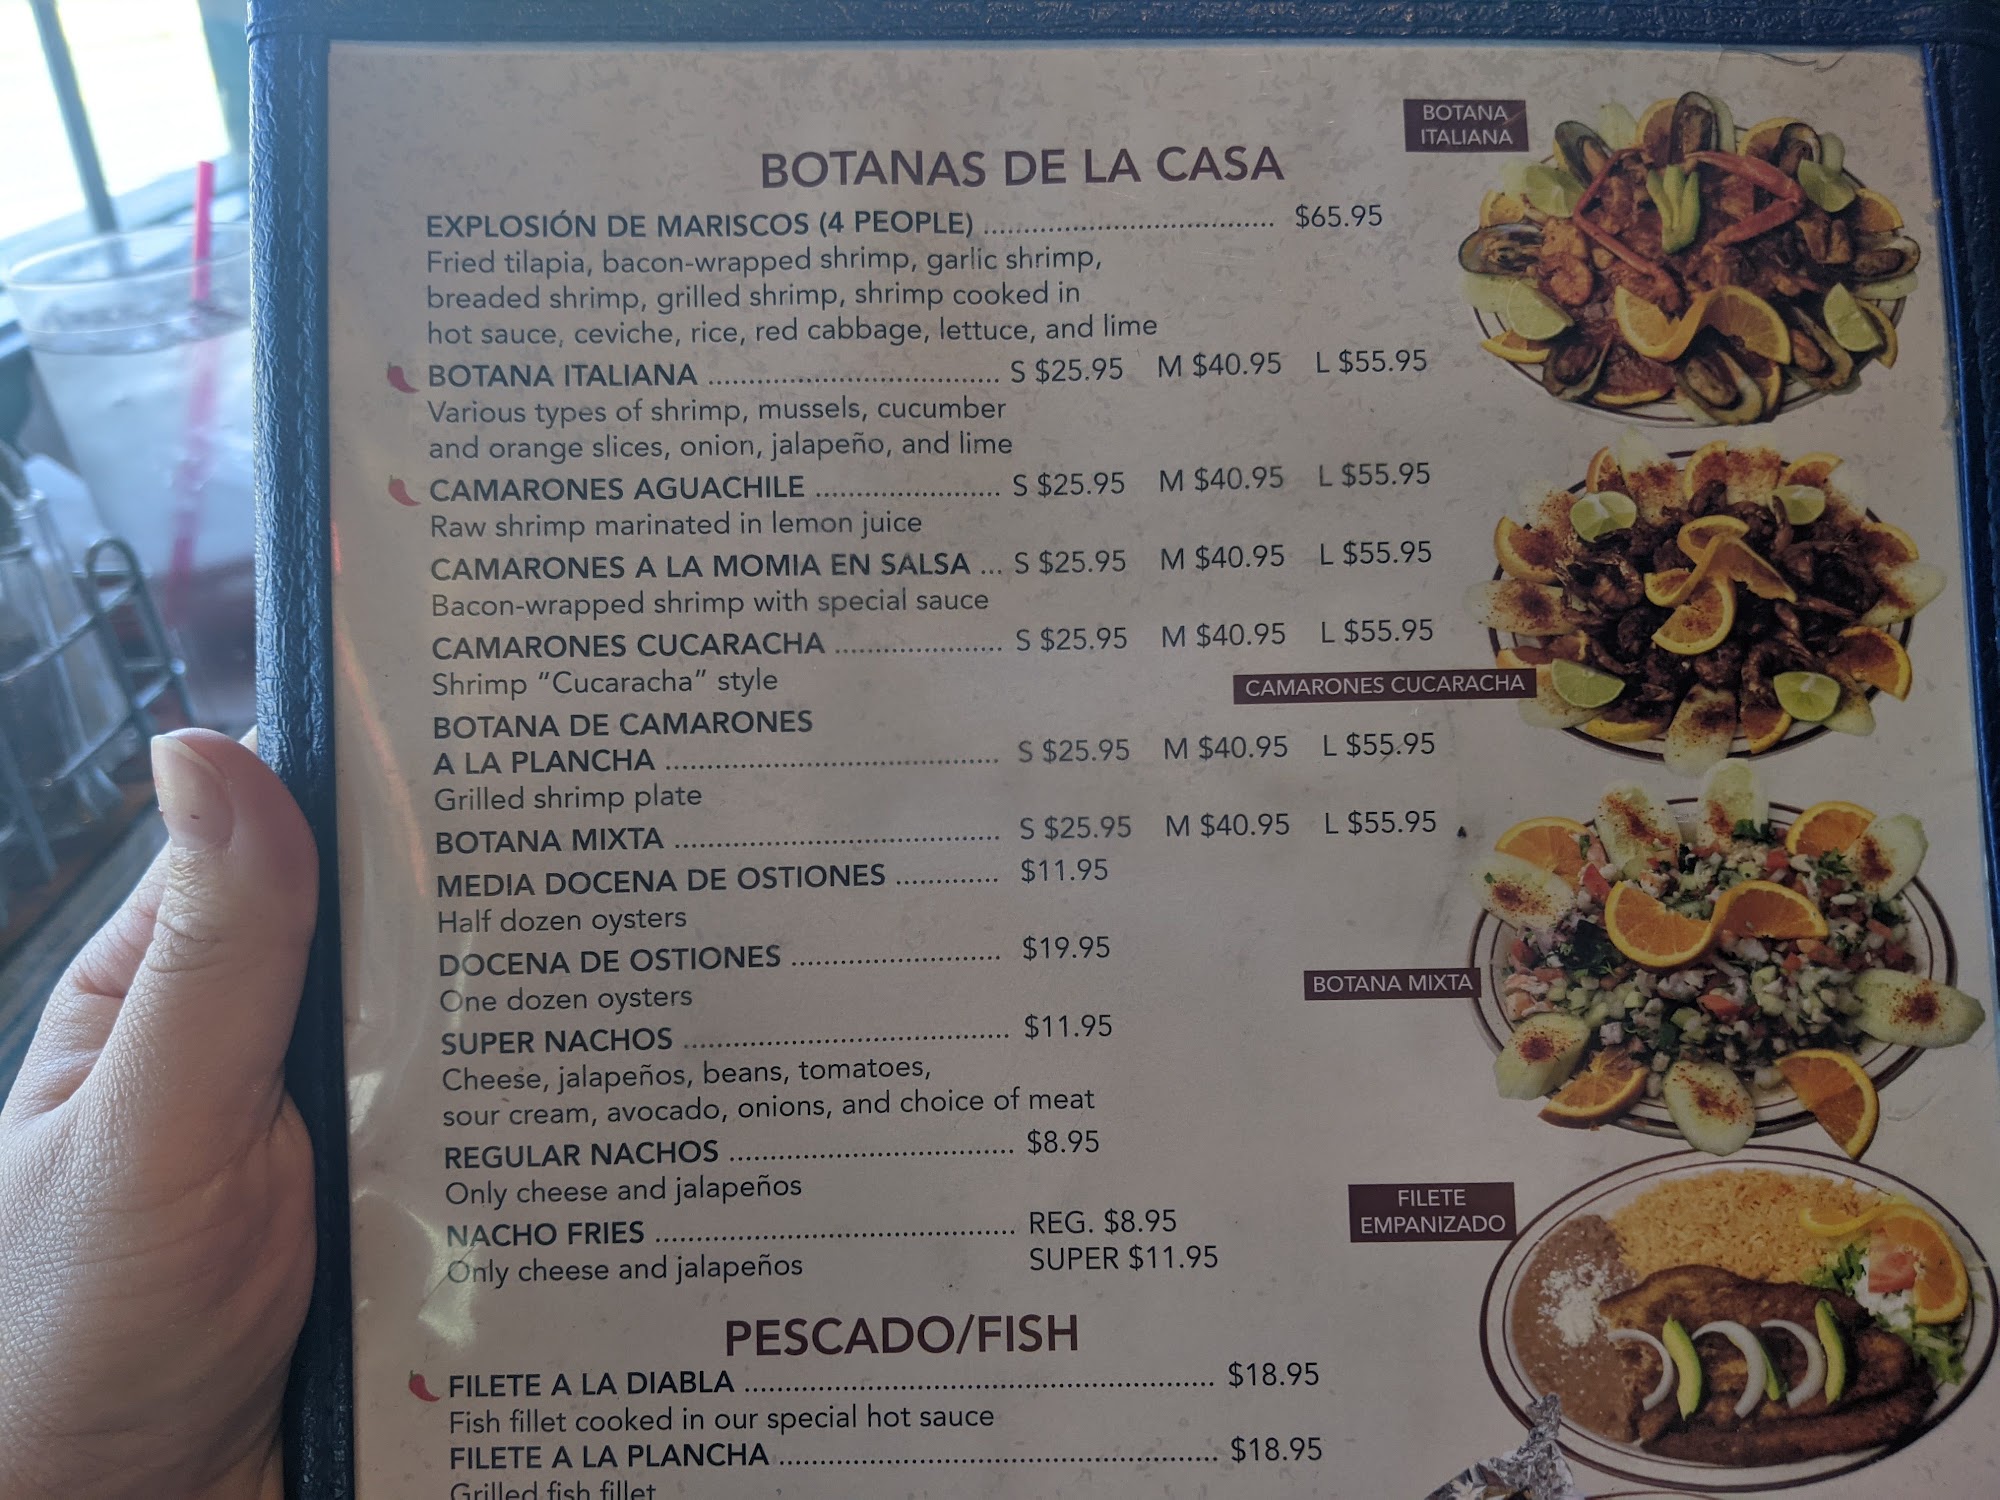 BOTANA
ITALIANA
BOTANAS DE LA CASA
EXPLOSIÓN DE MARISCOS (4 PEOPLE) ................................... $65.95
Fried tilapia, bacon-wrapped shrimp, garlic shrimp,
breaded shrimp, grilled shrimp, shrimp cooked in
hot sauce, ceviche, rice, red cabbage, lettuce, and lime
BOTANA ITALIANA ................................... S $25.95 M $40.95 L $55.95
Various types of shrimp, mussels, cucumber
and orange slices, onion, jalapeño, and lime
CAMARONES AGUACHILE ...................... S $25.95 M $40.95 L $55.95
Raw shrimp marinated in lemon juice
CAMARONES A LA MOMIA EN SALSA ... S $25.95 M $40.95 L $55.95
Bacon-wrapped shrimp with special sauce
CAMARONES CUCARACHA .................... S $25.95 M $40.95 L $55.95
Shrimp "Cucaracha" style
CAMARONES CUCARACHA
BOTANA DE CAMARONES
A LA PLANCHA ........................................ S $25.95 M $40.95 L $55.95
Grilled shrimp plate
BOTANA MIXTA ....................................... S $25.95 M $40.95 L $55.95
MEDIA DOCENA DE OSTIONES ............. $11.95
Half dozen oysters
DOCENA DE OSTIONES ......................... $19.95
One dozen oysters
BOTANA MIXTA
SUPER NACHOS ....................................... $11.95
Cheese, jalapeños, beans, tomatoes,
sour cream, avocado, onions, and choice of meat
REGULAR NACHOS .................................. $8.95
Only cheese and jalapeños
NACHO FRIES ........................................... REG. $8.95
Only cheese and jalapeños SUPER $11.95
FILETE
EMPANIZADO
PESCADO/FISH
FILETE A LA DIABLA ......................................................... $18.95
Fish fillet cooked in our special hot sauce
FILETE A LA PLANCHA ..................................................... $18.95
Grilled fish fillet